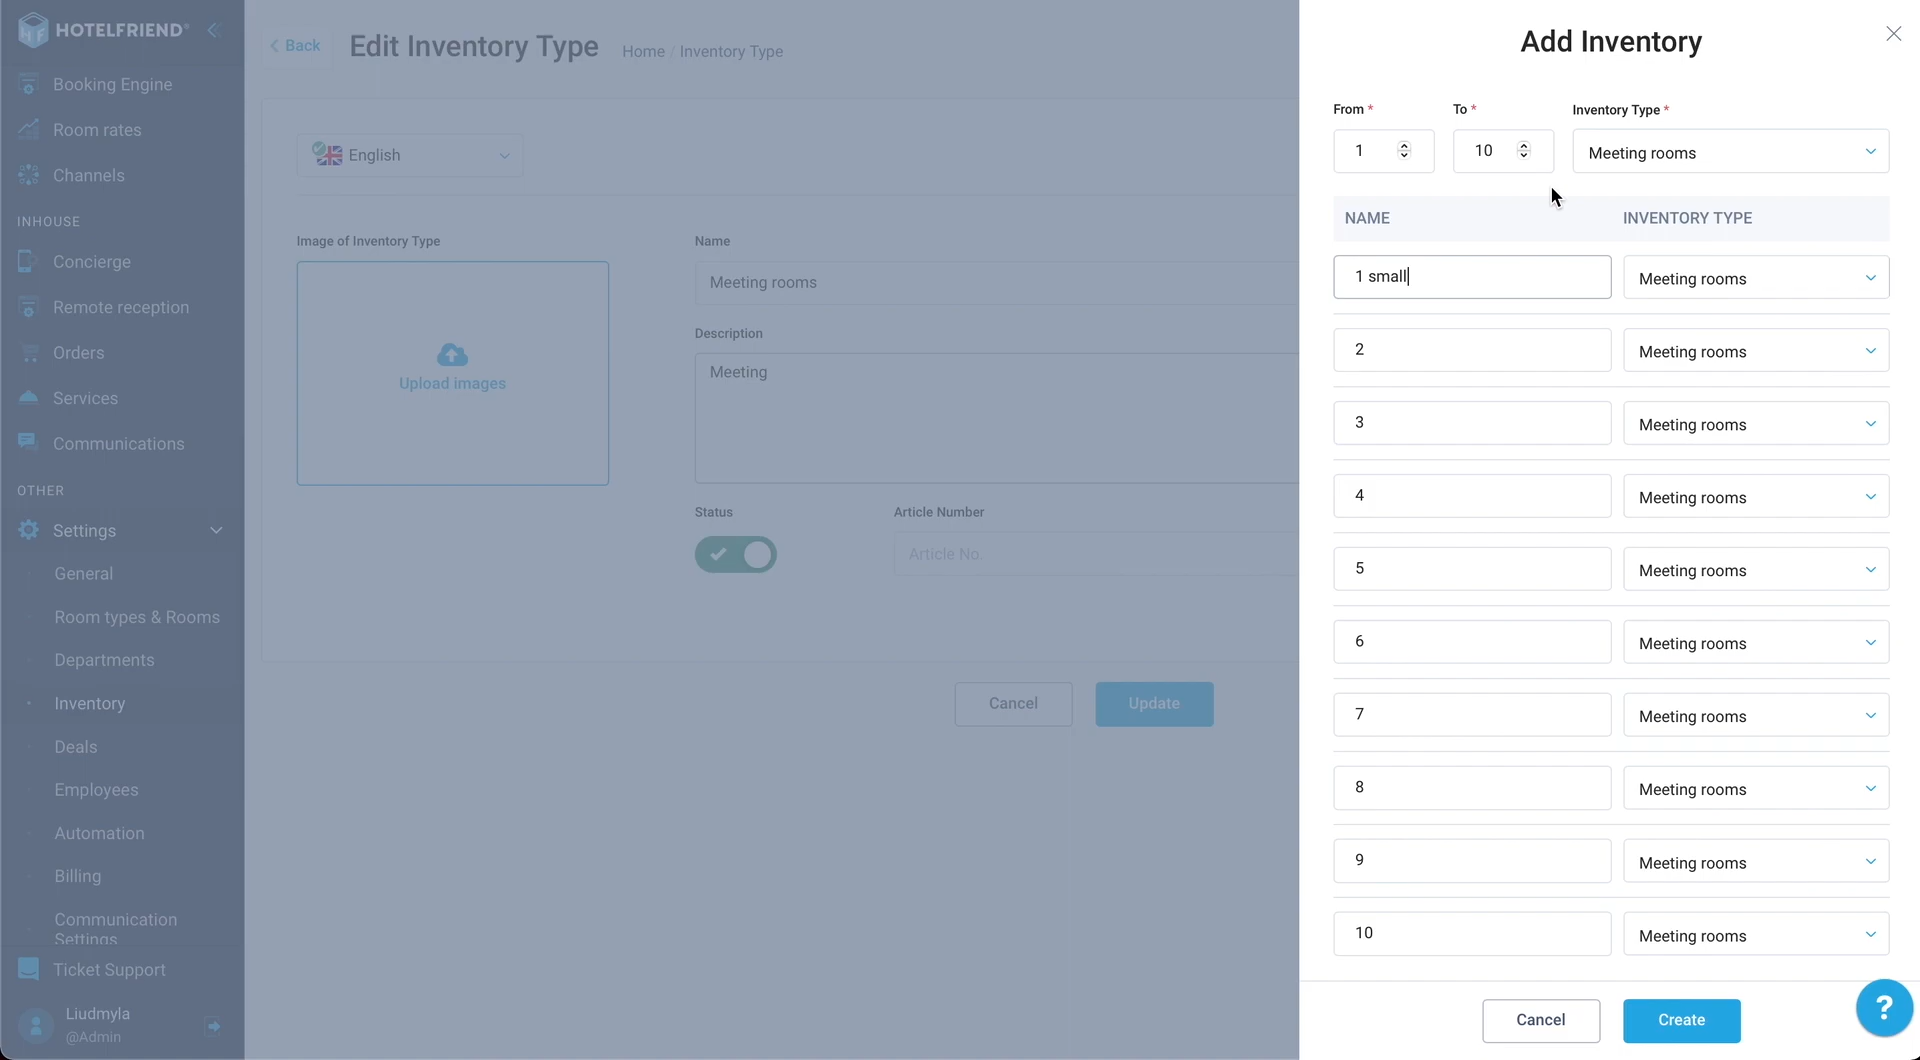 HOTELFRIEND®
Booking Engine
Room rates
Channels
INHOUSE
Concierge
Remote reception
Orders
Services
Communications
OTHER
Settings
General
Room types & Rooms
Departments
Inventory
Deals
Employees
Automation
Billing
Communication
Settings
Ticket Support
Liudmyla
@Admin
Back
Edit Inventory Type
Home / Inventory Type
English
Image of Inventory Type
Upload images
Name
Meeting rooms
Description
Meeting
Status
Article Number
Article No.
Cancel
Update
Add Inventory
From * To * Inventory Type *
1 10 Meeting rooms
NAME INVENTORY TYPE
1 small Meeting rooms
2 Meeting rooms
3 Meeting rooms
4 Meeting rooms
5 Meeting rooms
6 Meeting rooms
7 Meeting rooms
8 Meeting rooms
9 Meeting rooms
10 Meeting rooms
Cancel
Create
?